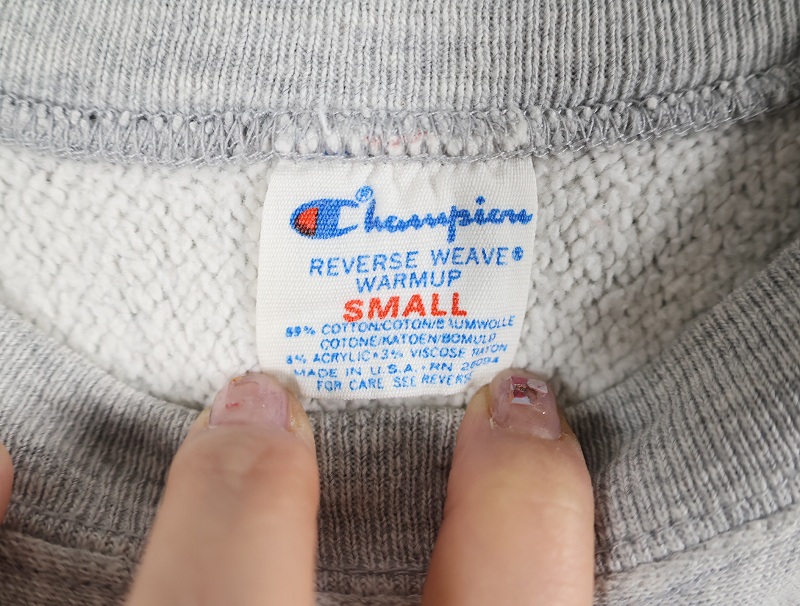 Champion®
REVERSE WEAVE®
WARMUP
SMALL
89% COTTON/COTON/BAUMWOLLE
COTONE/KATOEN/BOMULD
8% ACRYLIC•3% VISCOSE RAYON
MADE IN U.S.A.•RN 26094
FOR CARE SEE REVERSE